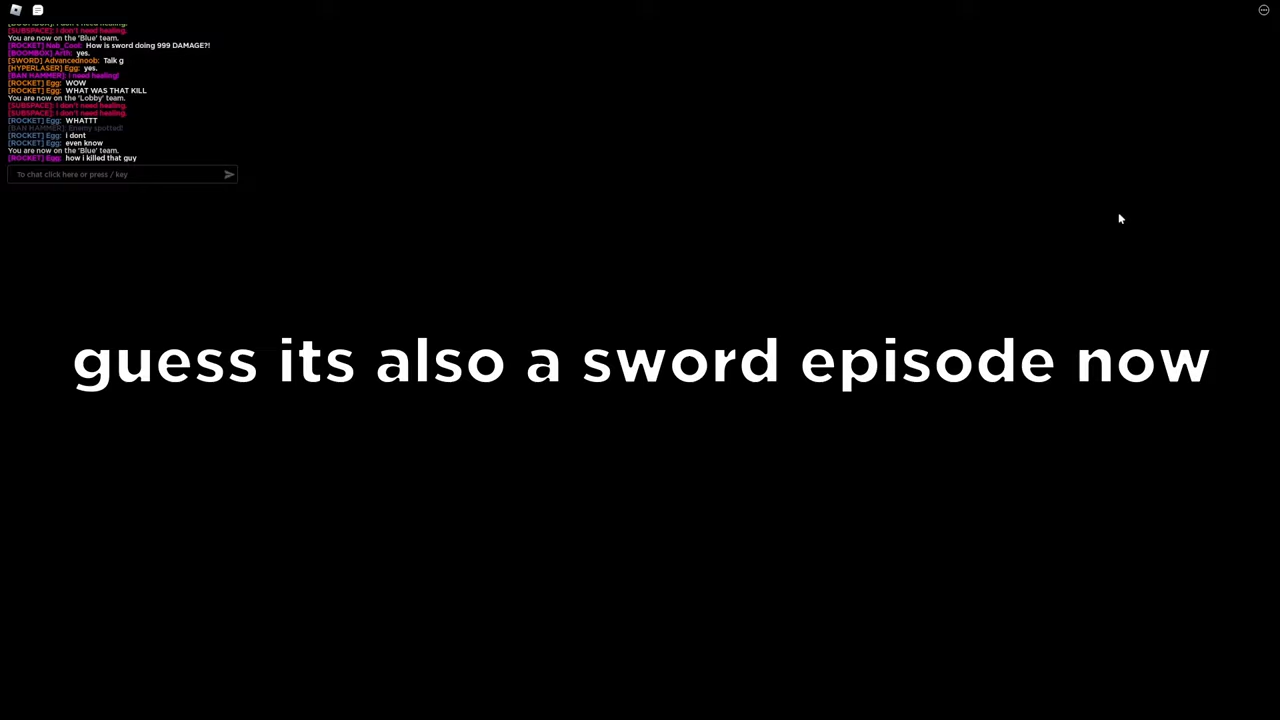 [SUBSPACE]: I don't need healing.
You are now on the 'Blue' team.
[ROCKET] Nab_Cool: How is sword doing 999 DAMAGE?!
[BOOMBOX] Arth: yes.
[SWORD] Advancednoob: Talk g
[HYPERLASER] Egg: yes.
[BAN HAMMER]: I need healing!
[ROCKET] Egg: WOW
[ROCKET] Egg: WHAT WAS THAT KILL
You are now on the 'Lobby' team.
[SUBSPACE]: I don't need healing.
[SUBSPACE]: I don't need healing.
[ROCKET] Egg: WHATTT
[BAN HAMMER]: Enemy spotted!
[ROCKET] Egg: i dont
[ROCKET] Egg: even know
You are now on the 'Blue' team.
[ROCKET] Egg: how i killed that guy
To chat click here or press / key
guess its also a sword episode now